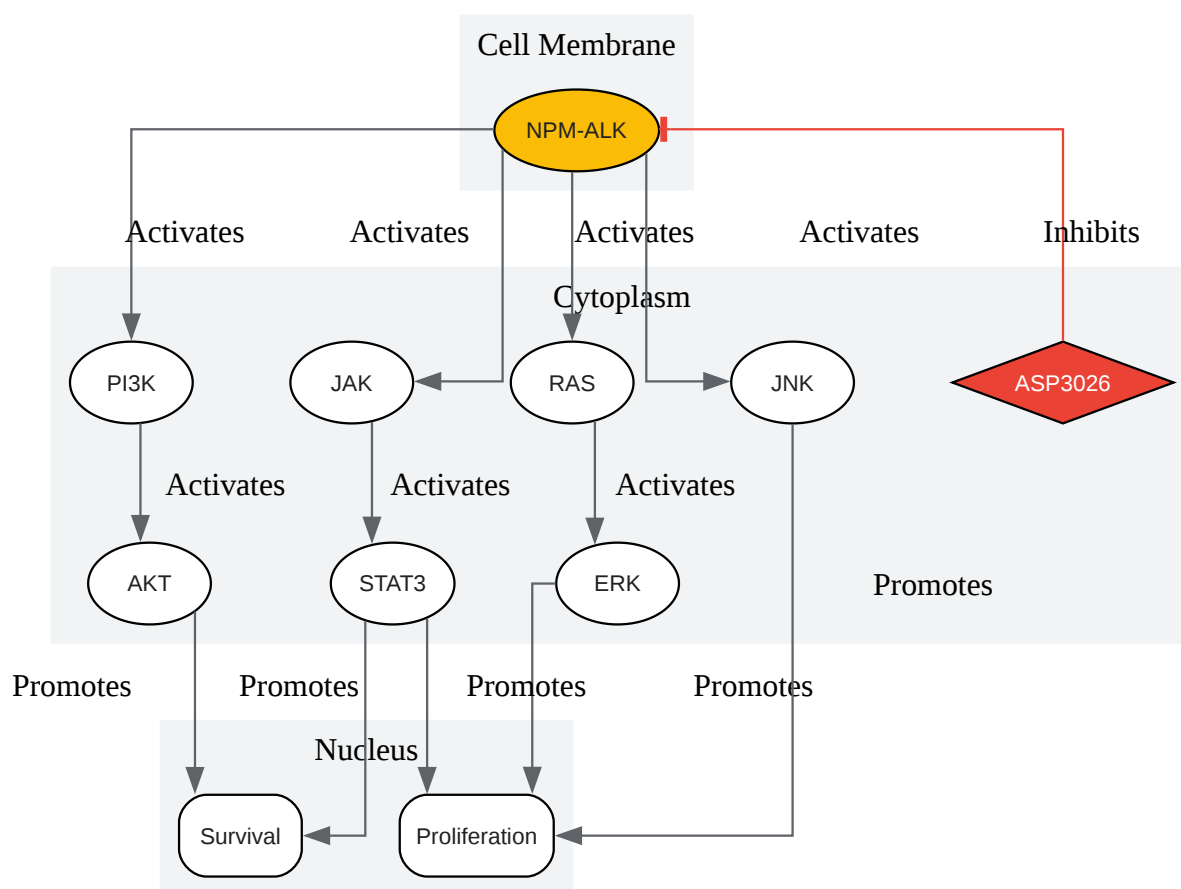 Cell Membrane
NPM-ALK
Activates
Activates
Activates
Activates
Inhibits
Cytoplasm
PI3K
JAK
RAS
JNK
ASP3026
Activates
Activates
Activates
AKT
STAT3
ERK
Promotes
Promotes
Promotes
Promotes
Promotes
Nucleus
Survival
Proliferation